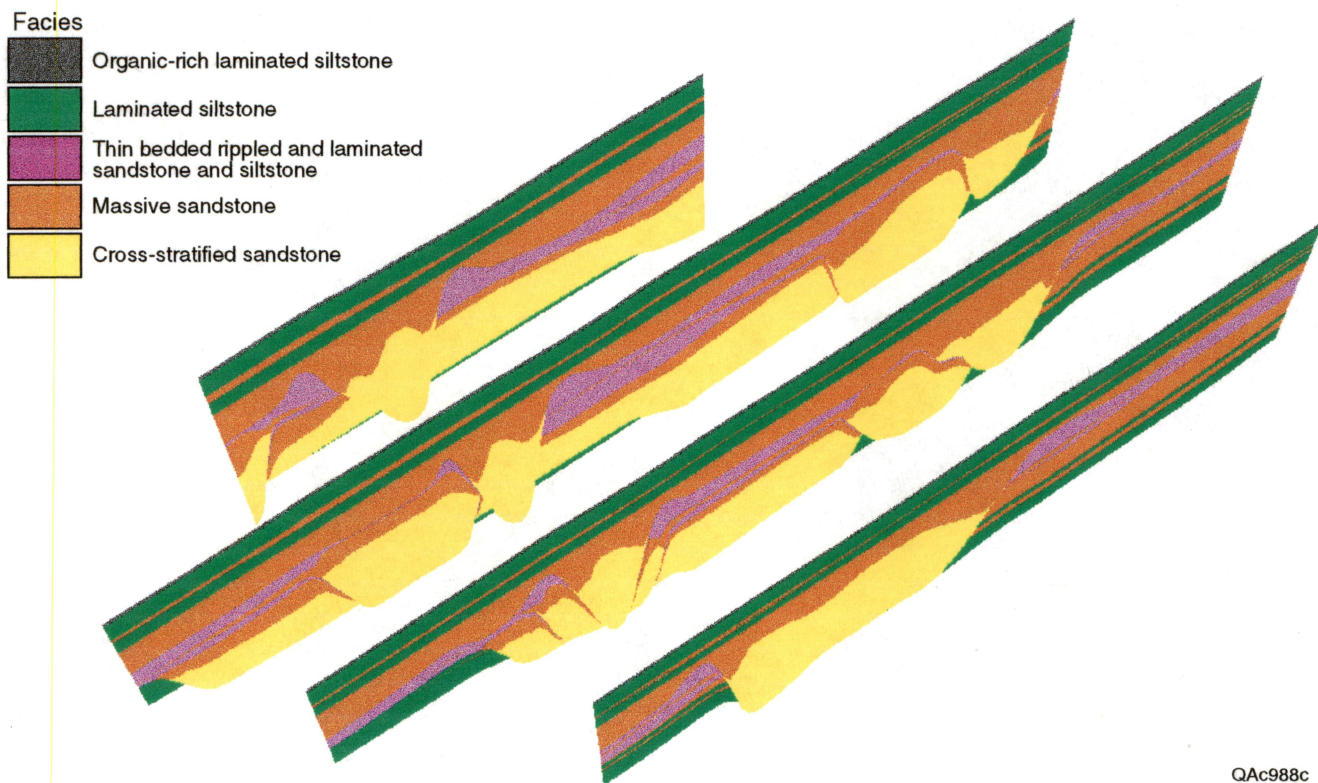 Facies
Organic-rich laminated siltstone
Laminated siltstone
Thin bedded rippled and laminated
sandstone and siltstone
Massive sandstone
Cross-stratified sandstone
QAc988c